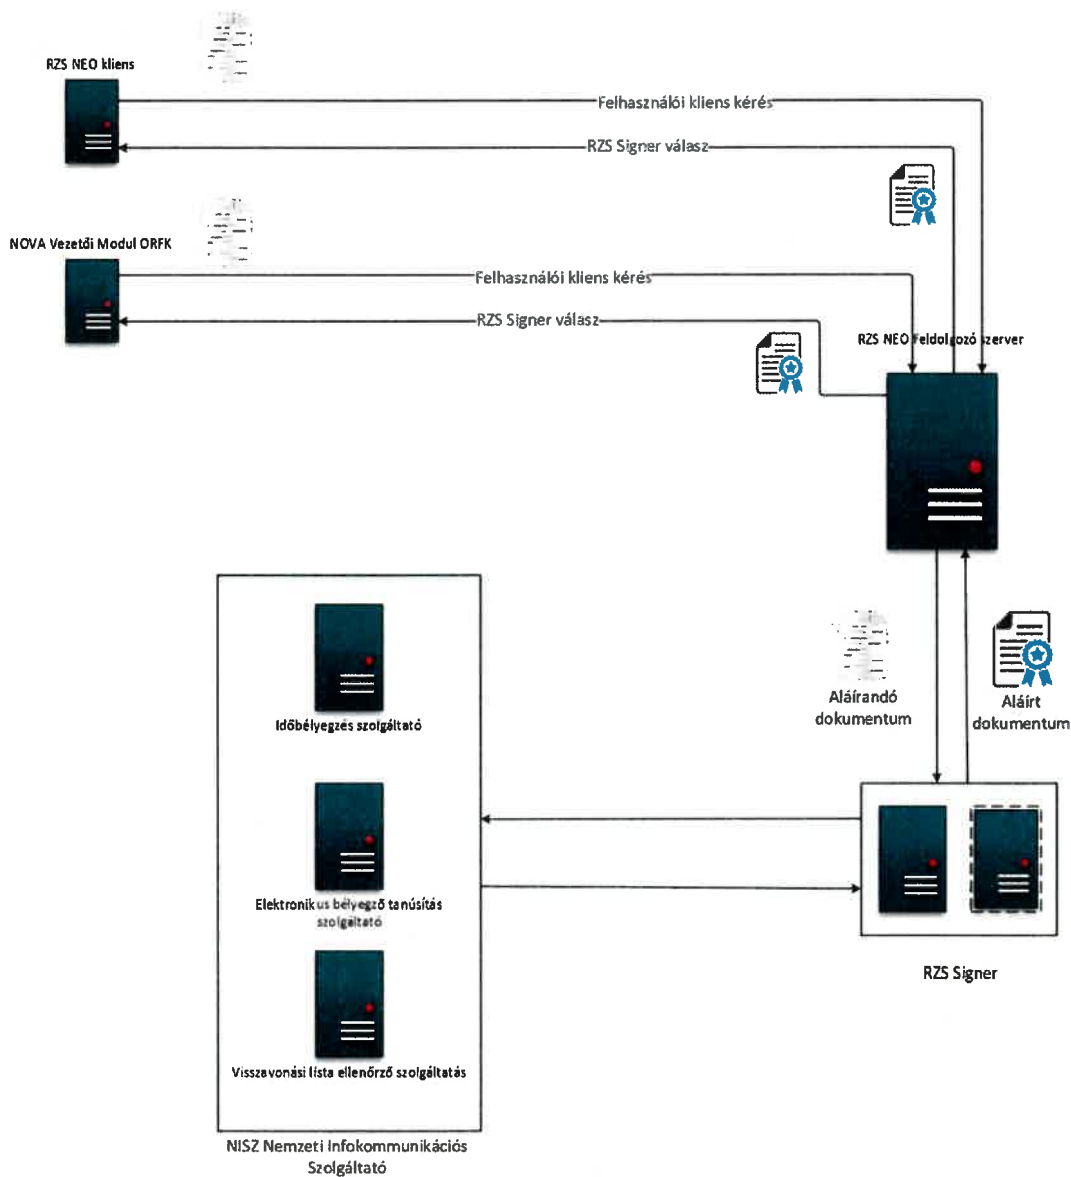 RZS NEO kliens
Felhasználói kliens kérés
RZS Signer válasz
NOVA Vezetői Modul ORFK
Felhasználói kliens kérés
RZS Signer válasz
RZS NEO Feldolgozó szerver
Aláírandó
dokumentum
Aláírt
dokumentum
Időbélyegzés szolgáltató
Elektronikus bélyegző tanúsítás
szolgáltató
RZS Signer
Visszavonási lista ellenőrző szolgáltatás
NISZ Nemzeti Infokommunikációs
Szolgáltató